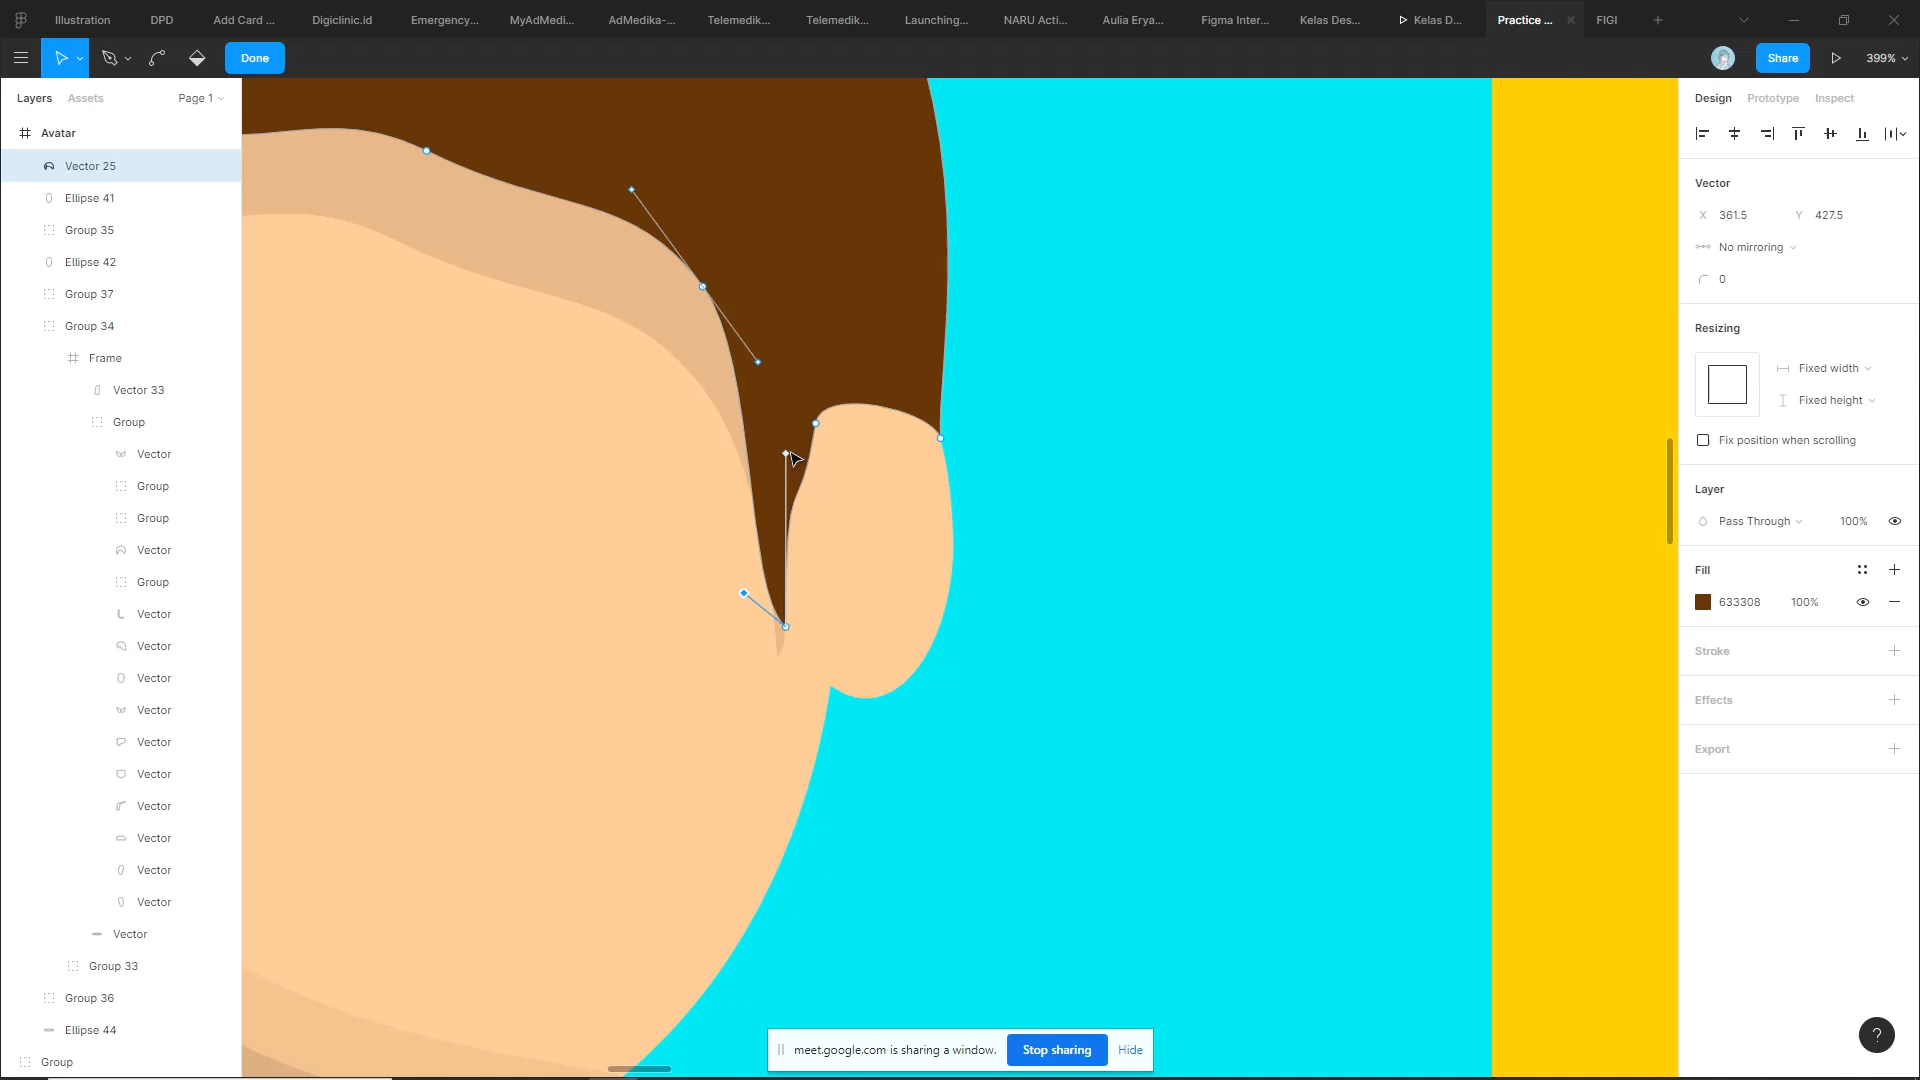 Illustration DPD Add Card ... Digiclinic.id Emergency... MyAdMedi... AdMedika-... Telemedik... Telemedik... Launching... NARU Acti... Aulia Erya... Figma Inter... Kelas Des... Kelas D... Practice ... FIGI
Done Share 399%
Layers Assets Page 1
Avatar
Vector 25
Ellipse 41
Group 35
Ellipse 42
Group 37
Group 34
Frame
Vector 33
Group
Vector
Group
Group
Vector
Group
Vector
Vector
Vector
Vector
Vector
Vector
Vector
Vector
Vector
Vector
Vector
Group 33
Group 36
Ellipse 44
Group
Design Prototype Inspect
Vector
X 361.5 Y 427.5
No mirroring
0
Resizing
Fixed width
Fixed height
Fix position when scrolling
Layer
Pass Through 100%
Fill
633308 100%
Stroke
Effects
Export
?
meet.google.com is sharing a window. Stop sharing Hide